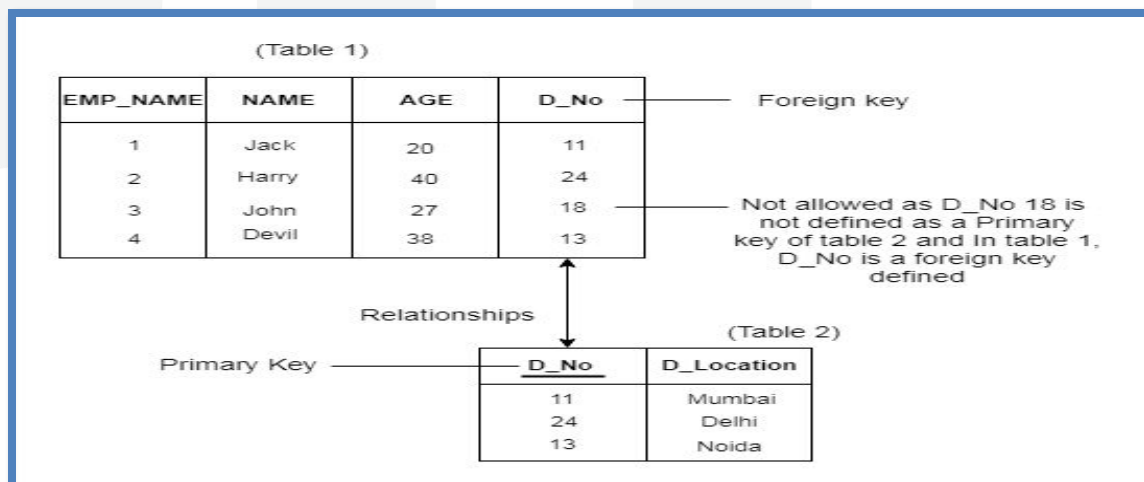 (Table 1)
EMP_NAME NAME AGE D_No Foreign key
1 Jack 20 11
2 Harry 40 24
3 John 27 18
4 Devil 38 13
Not allowed as D_No 18 is
not defined as a Primary
key of table 2 and In table 1,
D_No is a foreign key
defined
Relationships
(Table 2)
Primary Key D_No D_Location
11 Mumbai
24 Delhi
13 Noida